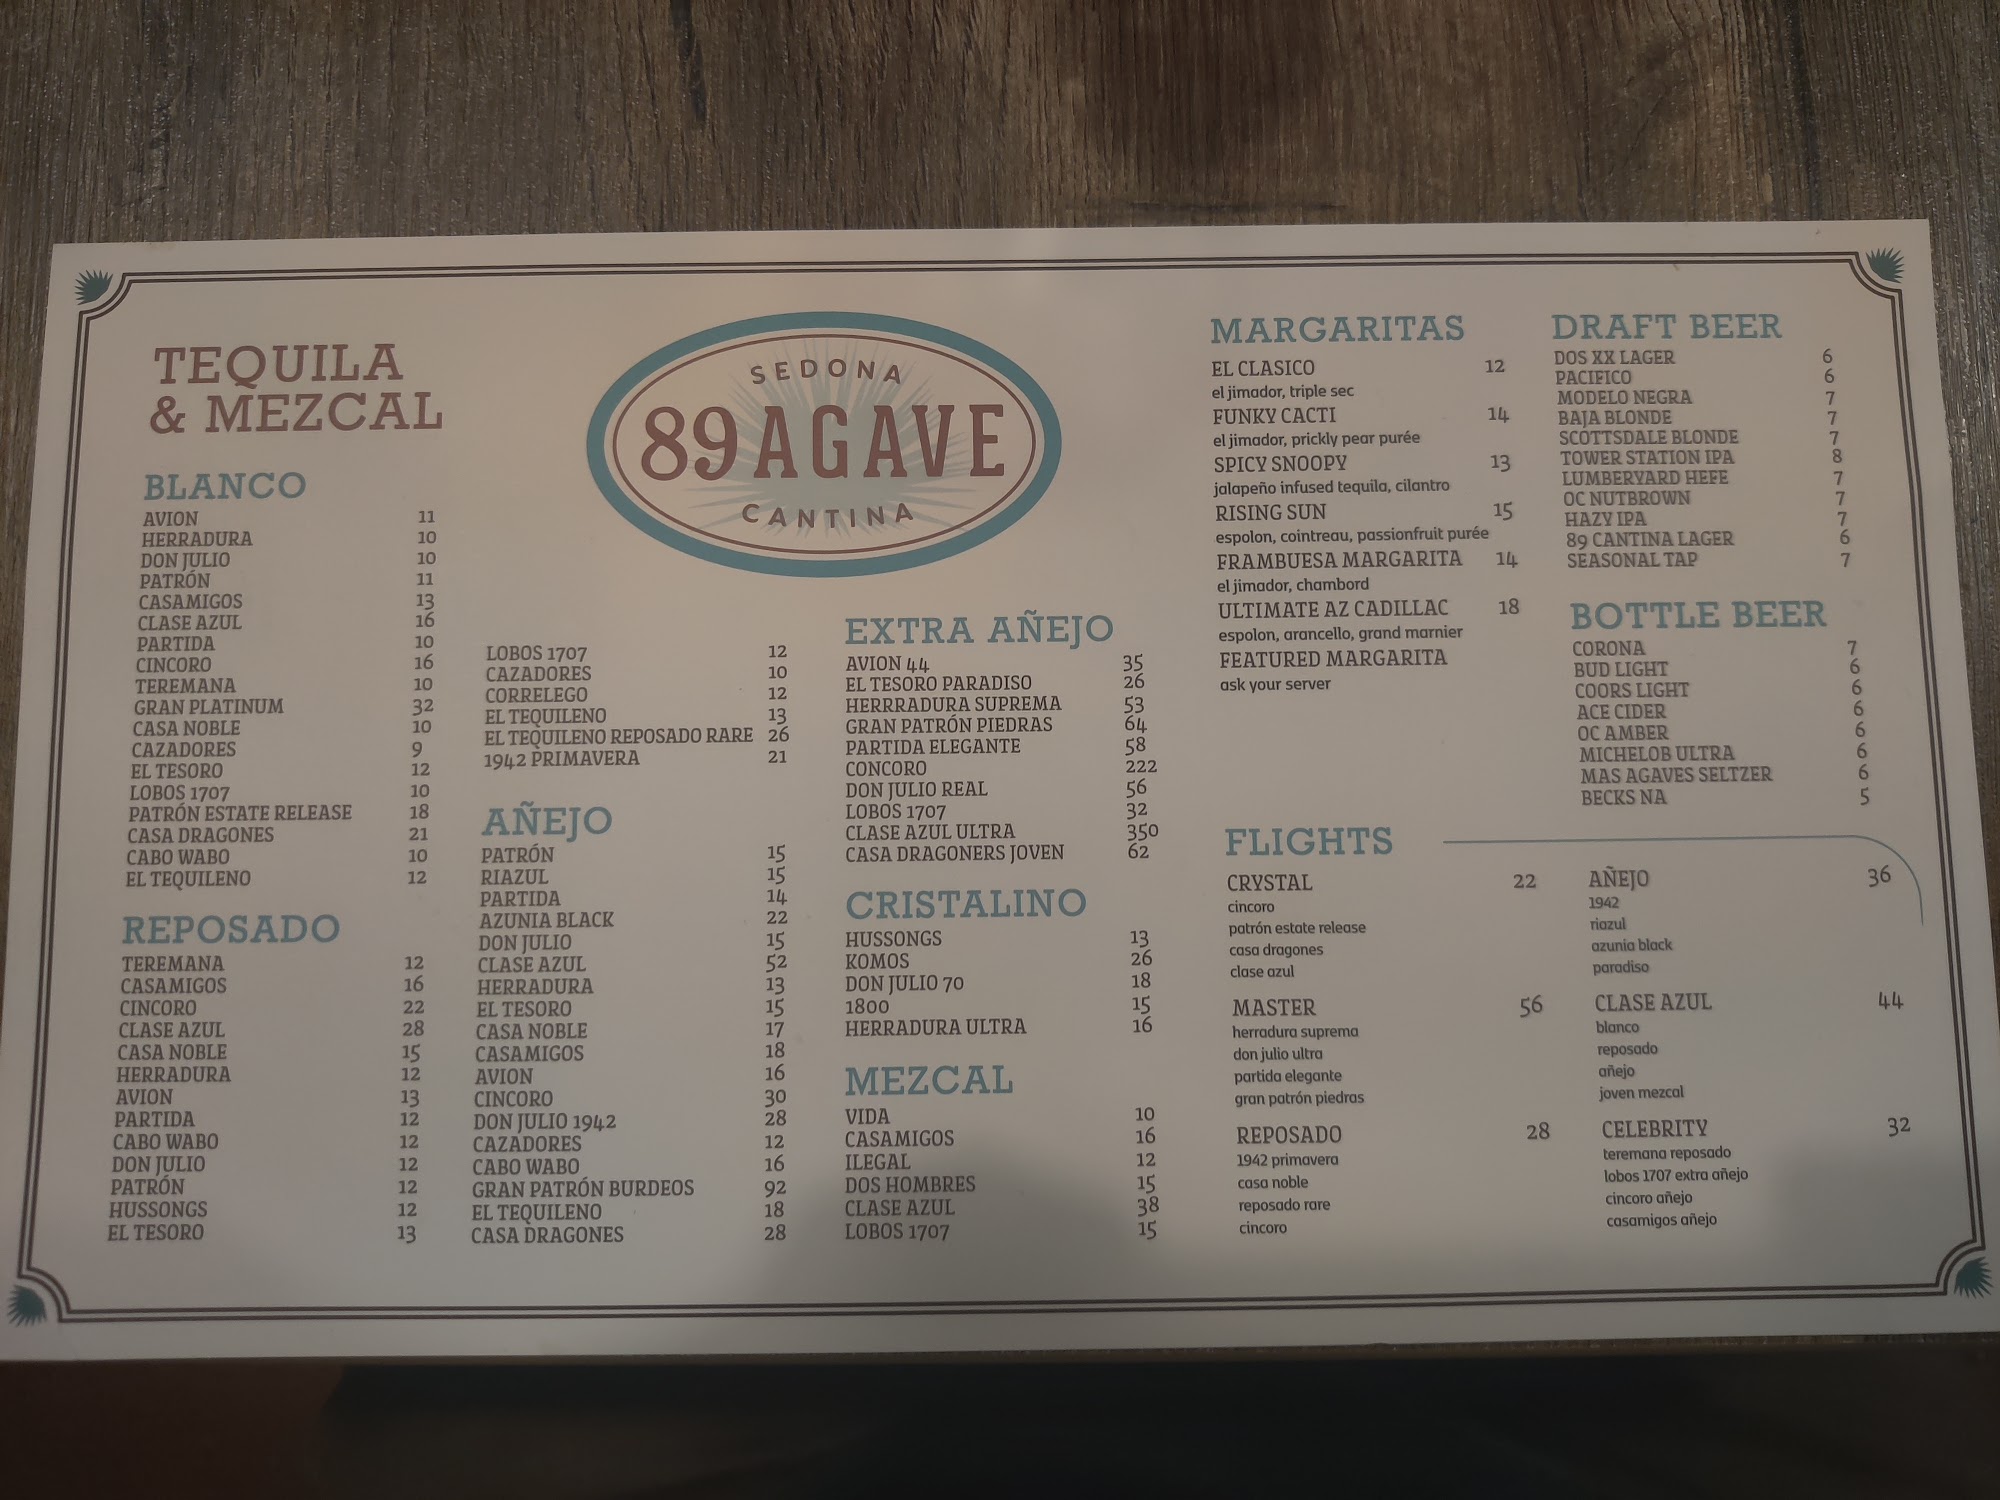 TEQUILA
& MEZCAL
BLANCO
AVION 11
HERRADURA 10
DON JULIO 10
PATRÓN 11
CASAMIGOS 13
CLASE AZUL 16
PARTIDA 10
CINCORO 16
TEREMANA 10
GRAN PLATINUM 32
CASA NOBLE 10
CAZADORES 9
EL TESORO 12
LOBOS 1707 10
PATRÓN ESTATE RELEASE 18
CASA DRAGONES 21
CABO WABO 10
EL TEQUILENO 12
REPOSADO
TEREMANA 12
CASAMIGOS 16
CINCORO 22
CLASE AZUL 28
CASA NOBLE 15
HERRADURA 12
AVION 13
PARTIDA 12
CABO WABO 12
DON JULIO 12
PATRÓN 12
HUSSONGS 12
EL TESORO 13
SEDONA
89 AGAVE
CANTINA
LOBOS 1707 12
CAZADORES 10
CORRELEGO 12
EL TEQUILENO 13
EL TEQUILENO REPOSADO RARE 26
1942 PRIMAVERA 21
AÑEJO
PATRÓN 15
RIAZUL 15
PARTIDA 14
AZUNIA BLACK 22
DON JULIO 15
CLASE AZUL 52
HERRADURA 13
EL TESORO 15
CASA NOBLE 17
CASAMIGOS 18
AVION 16
CINCORO 30
DON JULIO 1942 28
CAZADORES 12
CABO WABO 16
GRAN PATRÓN BURDEOS 92
EL TEQUILENO 18
CASA DRAGONES 28
EXTRA AÑEJO
AVION 44 35
EL TESORO PARADISO 26
HERRRADURA SUPREMA 53
GRAN PATRÓN PIEDRAS 64
PARTIDA ELEGANTE 58
CONCORO 222
DON JULIO REAL 56
LOBOS 1707 32
CLASE AZUL ULTRA 350
CASA DRAGONERS JOVEN 62
CRISTALINO
HUSSONGS 13
KOMOS 26
DON JULIO 70 18
1800 15
HERRADURA ULTRA 16
MEZCAL
VIDA 10
CASAMIGOS 16
ILEGAL 12
DOS HOMBRES 15
CLASE AZUL 38
LOBOS 1707 15
MARGARITAS
EL CLASICO 12
el jimador, triple sec
FUNKY CACTI 14
el jimador, prickly pear purée
SPICY SNOOPY 13
jalapeño infused tequila, cilantro
RISING SUN 15
espolon, cointreau, passionfruit purée
FRAMBUESA MARGARITA 14
el jimador, chambord
ULTIMATE AZ CADILLAC 18
espolon, arancello, grand marnier
FEATURED MARGARITA
ask your server
DRAFT BEER
DOS XX LAGER 6
PACIFICO 6
MODELO NEGRA 7
BAJA BLONDE 7
SCOTTSDALE BLONDE 7
TOWER STATION IPA 8
LUMBERYARD HEFE 7
OC NUTBROWN 7
HAZY IPA 7
89 CANTINA LAGER 6
SEASONAL TAP 7
BOTTLE BEER
CORONA 7
BUD LIGHT 6
COORS LIGHT 6
ACE CIDER 6
OC AMBER 6
MICHELOB ULTRA 6
MAS AGAVES SELTZER 6
BECKS NA 5
FLIGHTS
CRYSTAL 22
cincoro
patrón estate release
casa dragones
clase azul
MASTER 56
herradura suprema
don julio ultra
partida elegante
gran patrón piedras
REPOSADO 28
1942 primavera
casa noble
reposado rare
cincoro
AÑEJO 36
1942
riazul
azunia black
paradiso
CLASE AZUL 44
blanco
reposado
añejo
joven mezcal
CELEBRITY 32
teremana reposado
lobos 1707 extra añejo
cincoro añejo
casamigos añejo